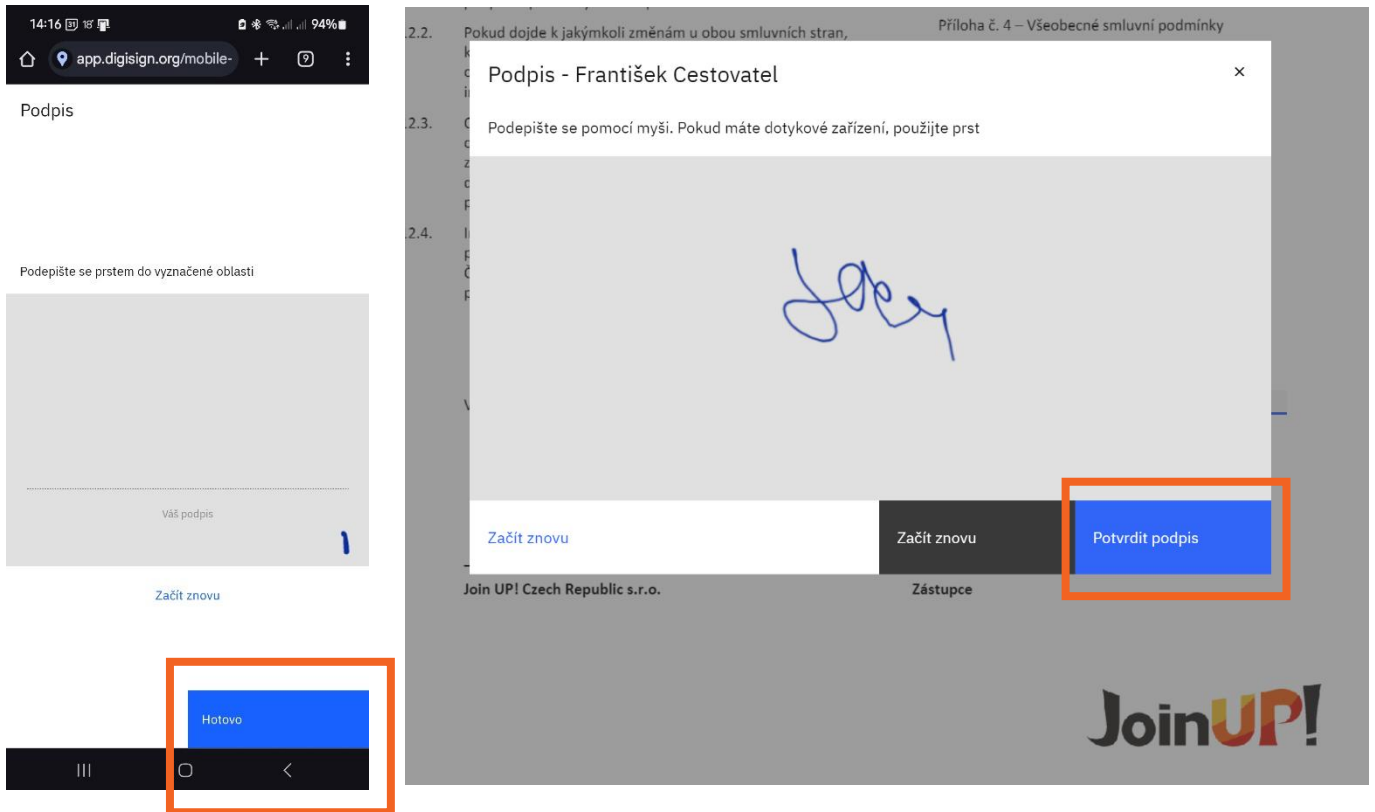 14:16 31 18° 94%
app.digisign.org/mobile- + 9
Podpis
Podepište se prstem do vyznačené oblasti
Váš podpis
Začít znovu
Hotovo
.2.2. Pokud dojde k jakýmkoli změnám u obou smluvních stran,
Příloha č. 4 – Všeobecné smluvní podmínky
Podpis - František Cestovatel
.2.3.
Podepište se pomocí myši. Pokud máte dotykové zařízení, použijte prst
.2.4.
Začít znovu
Začít znovu
Potvrdit podpis
Join UP! Czech Republic s.r.o.
Zástupce
JoinUP!